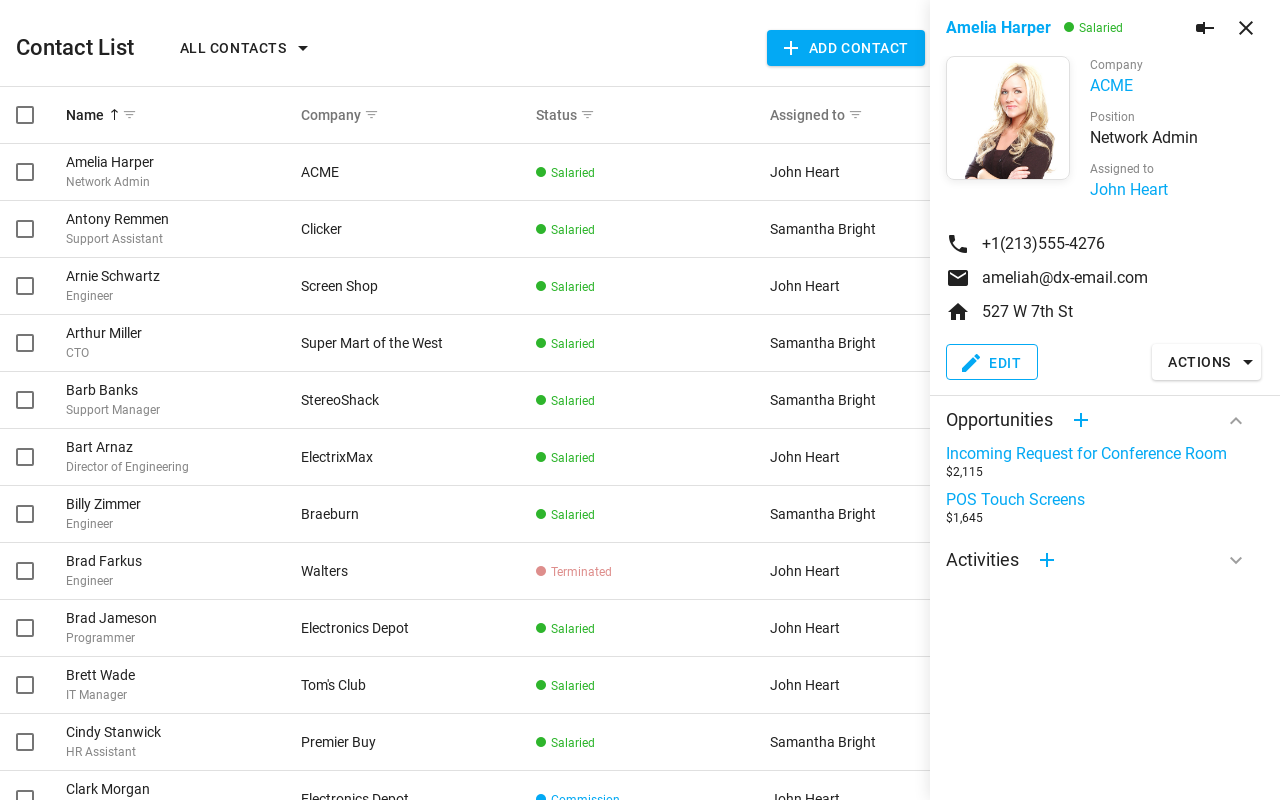 Contact List
ALL CONTACTS
ADD CONTACT
Name
Company
Status
Assigned to
Amelia Harper
Network Admin
ACME
Salaried
John Heart
Antony Remmen
Support Assistant
Clicker
Salaried
Samantha Bright
Arnie Schwartz
Engineer
Screen Shop
Salaried
John Heart
Arthur Miller
CTO
Super Mart of the West
Salaried
Samantha Bright
Barb Banks
Support Manager
StereoShack
Salaried
Samantha Bright
Bart Arnaz
Director of Engineering
ElectrixMax
Salaried
John Heart
Billy Zimmer
Engineer
Braeburn
Salaried
Samantha Bright
Brad Farkus
Engineer
Walters
Terminated
John Heart
Brad Jameson
Programmer
Electronics Depot
Salaried
John Heart
Brett Wade
IT Manager
Tom's Club
Salaried
John Heart
Cindy Stanwick
HR Assistant
Premier Buy
Salaried
Samantha Bright
Clark Morgan
Electronics Depot
Commission
John Heart
Amelia Harper
Salaried
Company
ACME
Position
Network Admin
Assigned to
John Heart
+1(213)555-4276
ameliah@dx-email.com
527 W 7th St
EDIT
ACTIONS
Opportunities
Incoming Request for Conference Room
$2,115
POS Touch Screens
$1,645
Activities